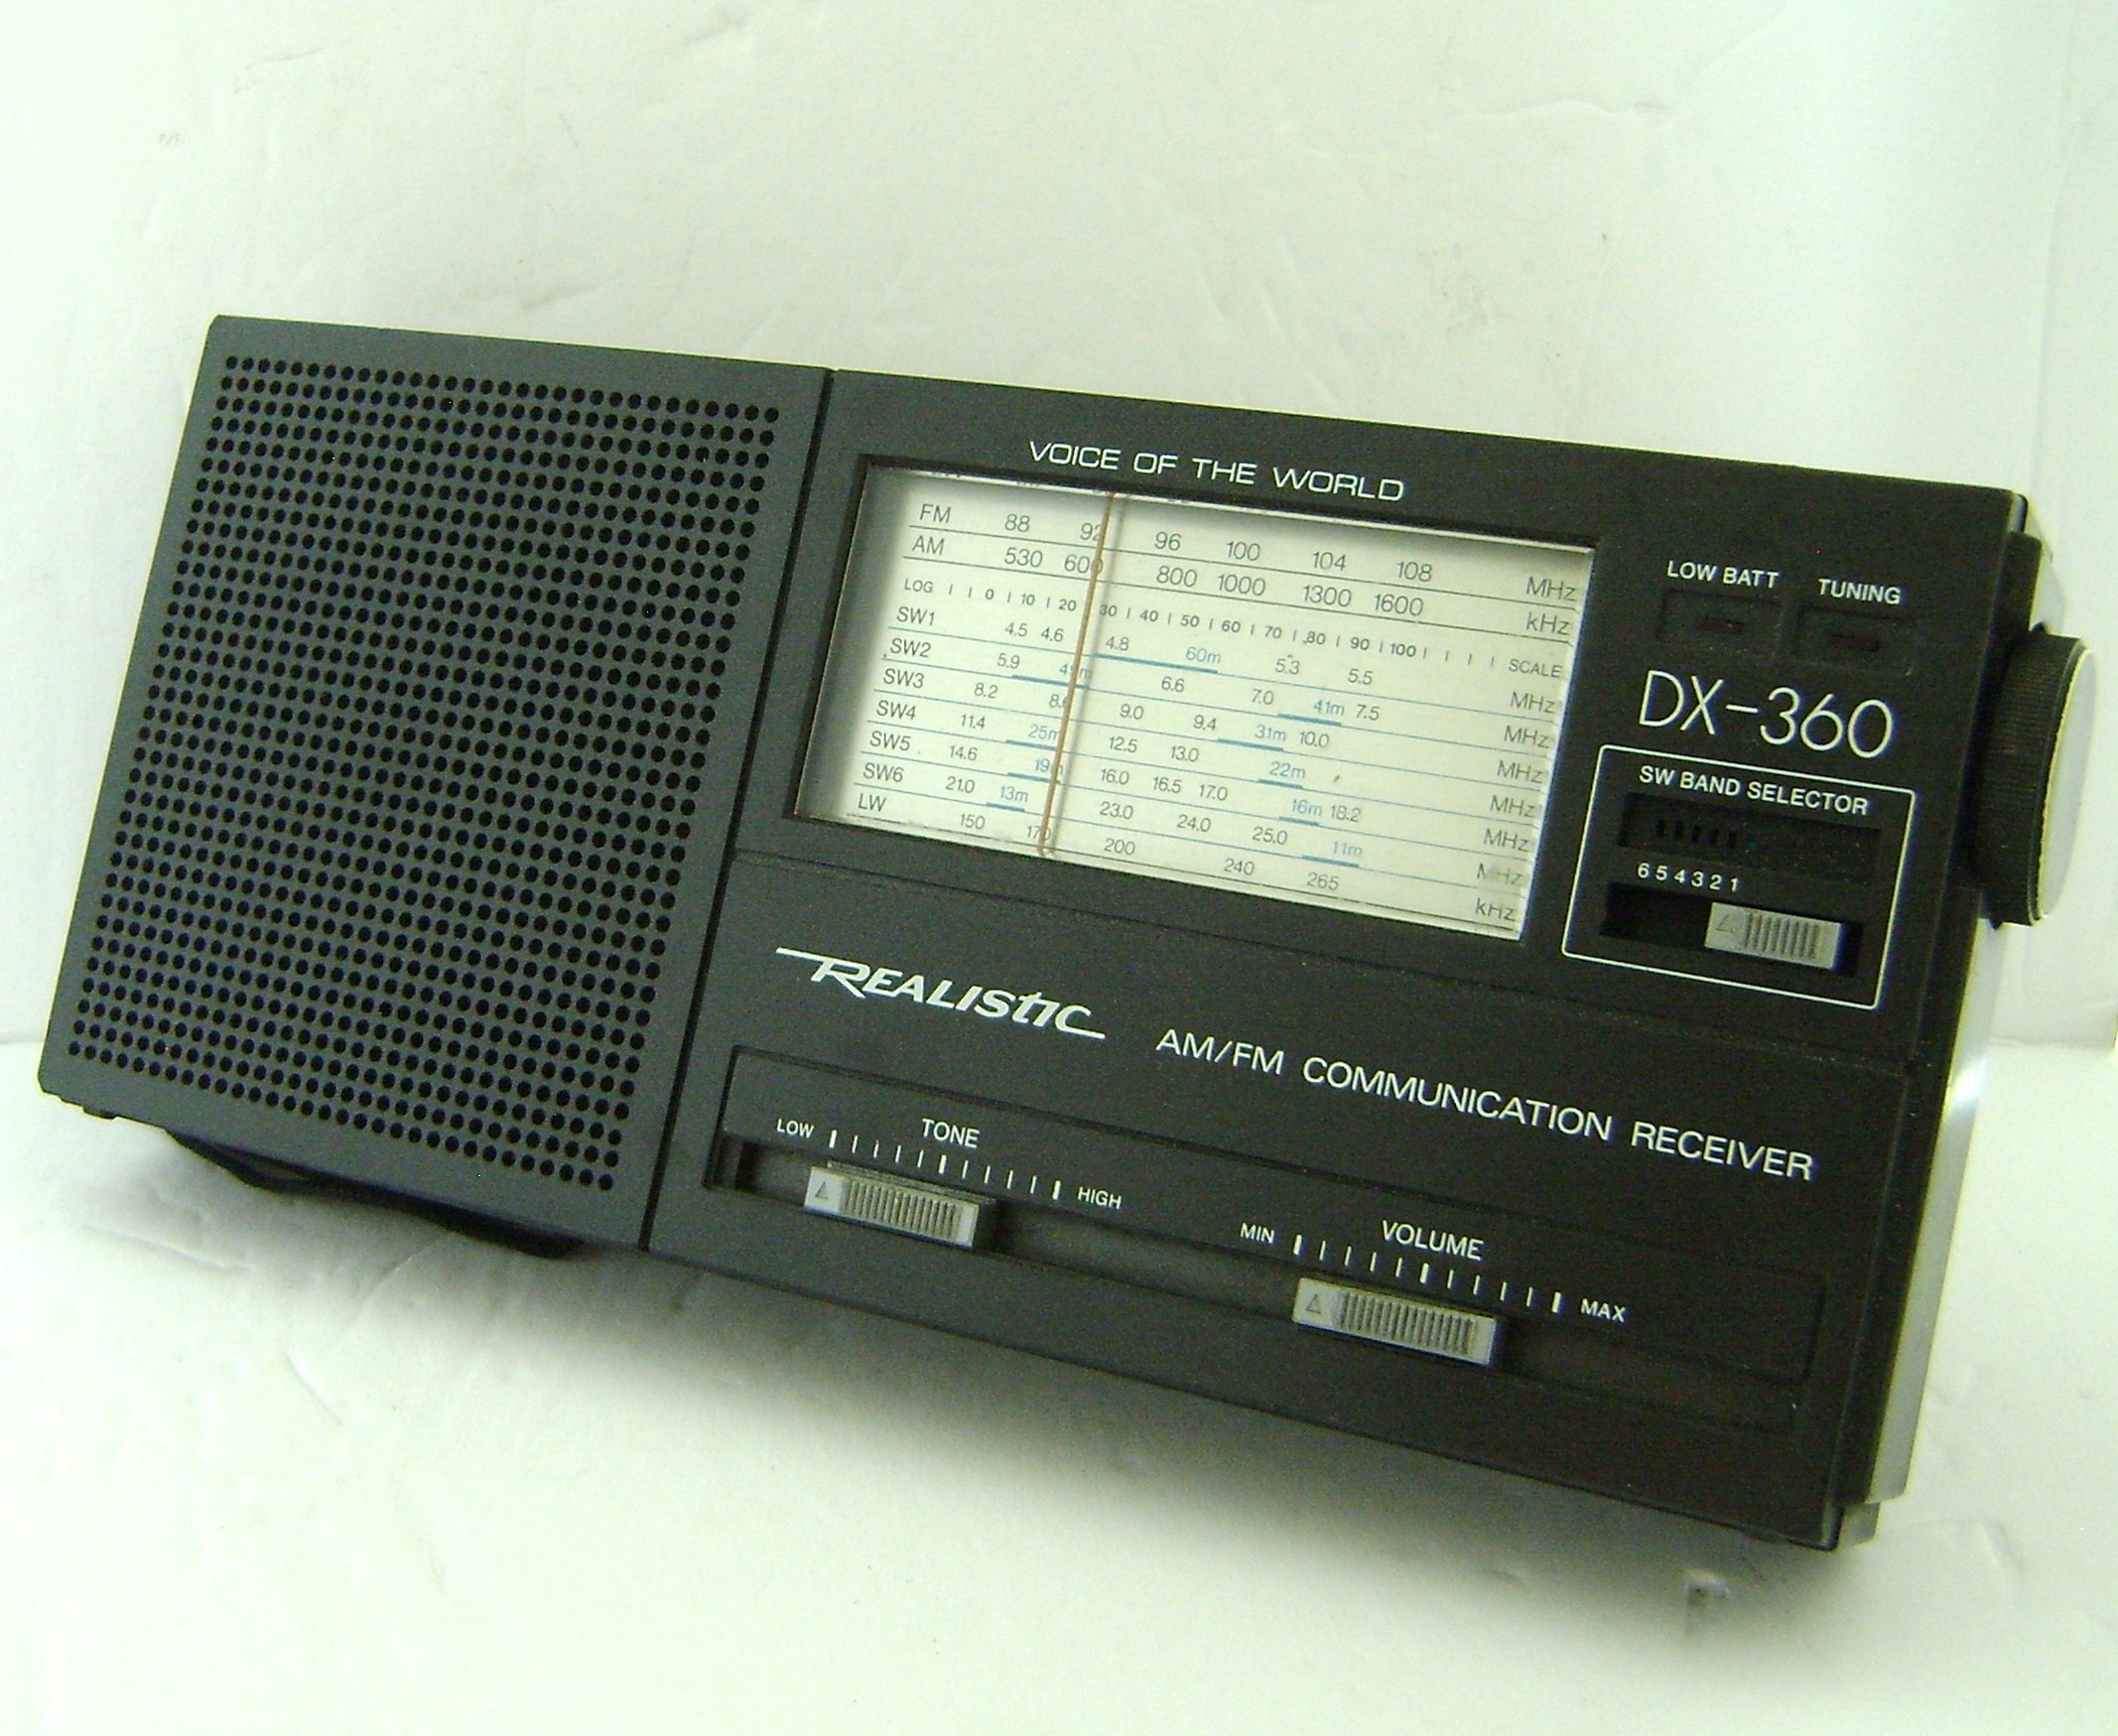 VOICE OF THE WORLD
FM 88 92 96 100 104 108 MHz
AM 530 600 800 1000 1300 1600 kHz
LOG 0 10 20 30 40 50 60 70 80 90 100 SCALE
SW1 4.5 4.6 4.8 60m 5.3 5.5 MHz
SW2 5.9 49m 6.6 7.0 41m 7.5 MHz
SW3 8.2 9.0 9.4 31m 10.0 MHz
SW4 11.4 25m 12.5 13.0 22m MHz
SW5 14.6 19m 16.0 16.5 17.0 16m 18.2 MHz
SW6 21.0 13m 23.0 24.0 25.0 11m MHz
LW 150 170 200 240 265 kHz
LOW BATT TUNING
DX-360
SW BAND SELECTOR
6 5 4 3 2 1
REALISTIC
AM/FM COMMUNICATION RECEIVER
LOW TONE HIGH
MIN VOLUME MAX